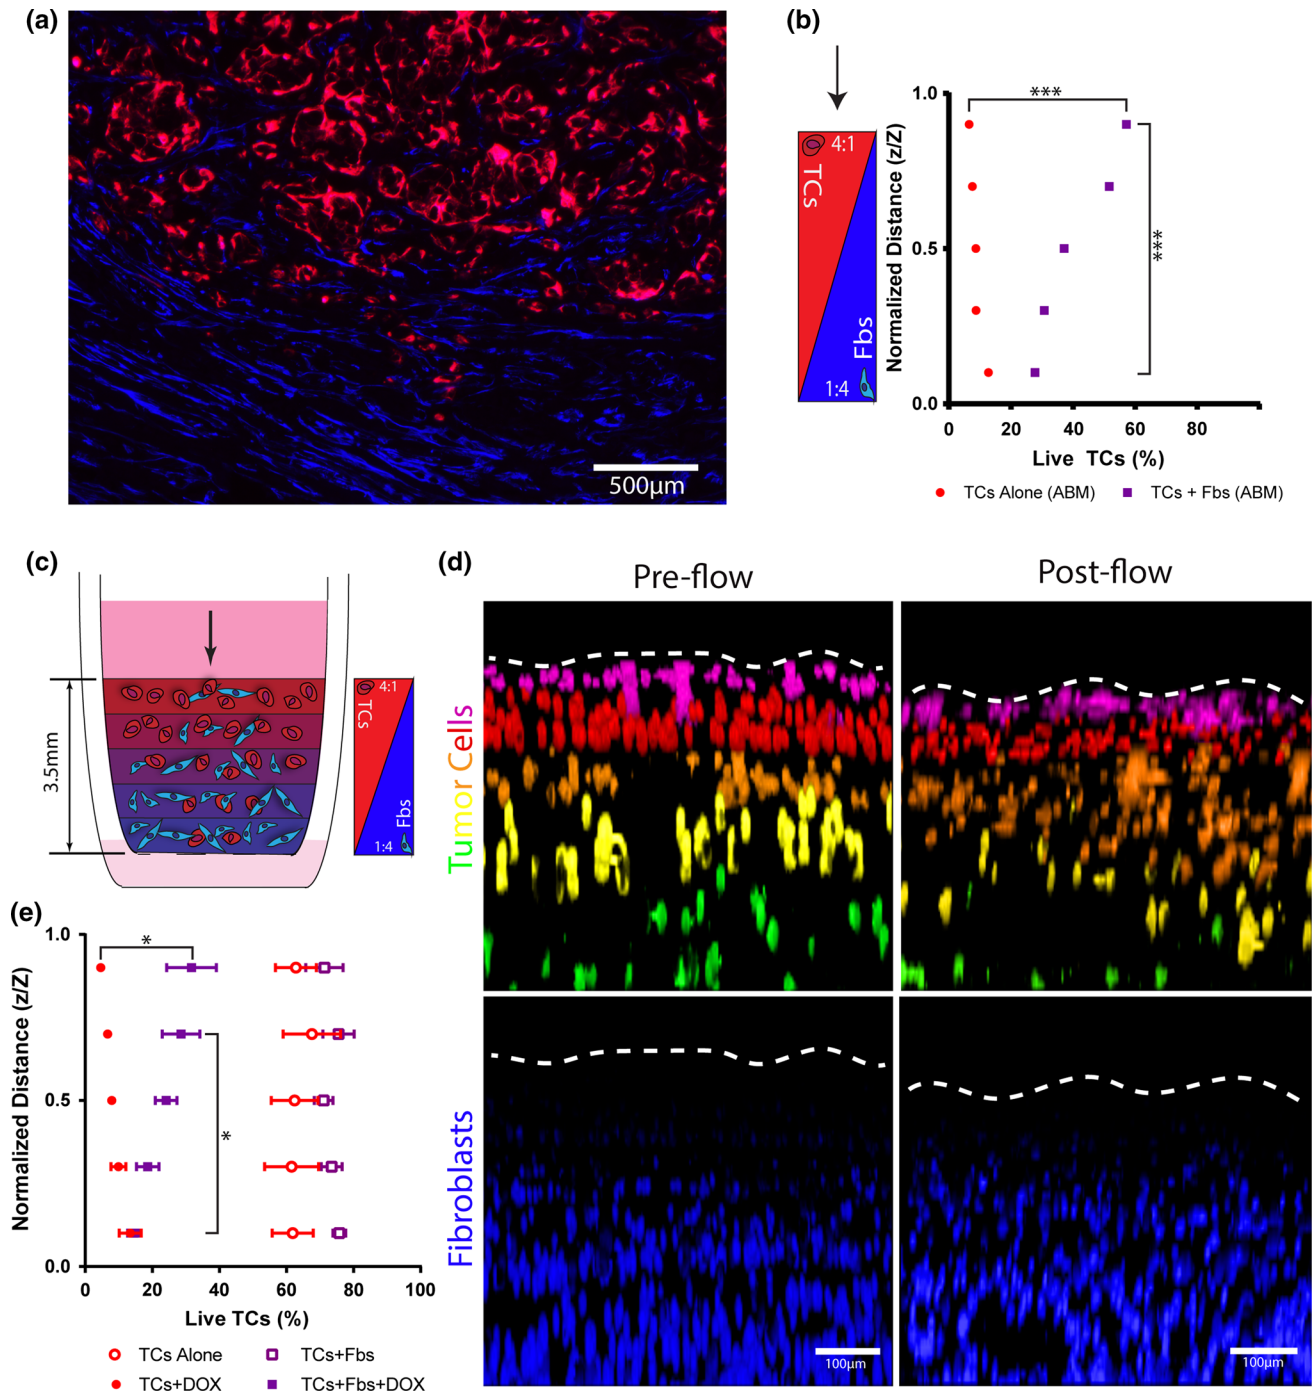 (a)
500µm
(b)
4:1
TCs
Fbs
1:4
Normalized Distance (z/Z)
1.0
0.5
0.0
***
***
0 20 40 60 80
Live TCs (%)
TCs Alone (ABM) TCs + Fbs (ABM)
(c)
3.5mm
4:1
TCs
Fbs
1:4
(d)
Pre-flow Post-flow
Tumor Cells
Fibroblasts
100µm
100µm
(e)
Normalized Distance (z/Z)
1.0
0.5
0.0
*
*
0 20 40 60 80 100
Live TCs (%)
TCs Alone TCs+Fbs
TCs+DOX TCs+Fbs+DOX